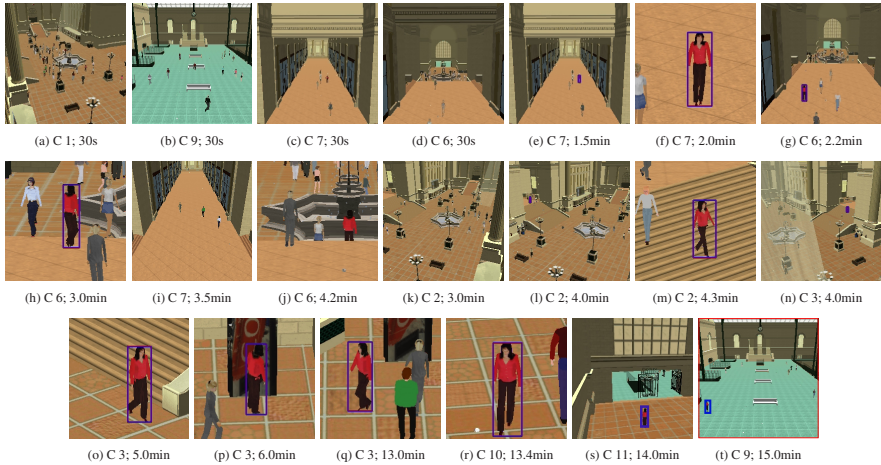 (a) C 1; 30s
(b) C 9; 30s
(c) C 7; 30s
(d) C 6; 30s
(e) C 7; 1.5min
(f) C 7; 2.0min
(g) C 6; 2.2min
(h) C 6; 3.0min
(i) C 7; 3.5min
(j) C 6; 4.2min
(k) C 2; 3.0min
(l) C 2; 4.0min
(m) C 2; 4.3min
(n) C 3; 4.0min
(o) C 3; 5.0min
(p) C 3; 6.0min
(q) C 3; 13.0min
(r) C 10; 13.4min
(s) C 11; 14.0min
(t) C 9; 15.0min